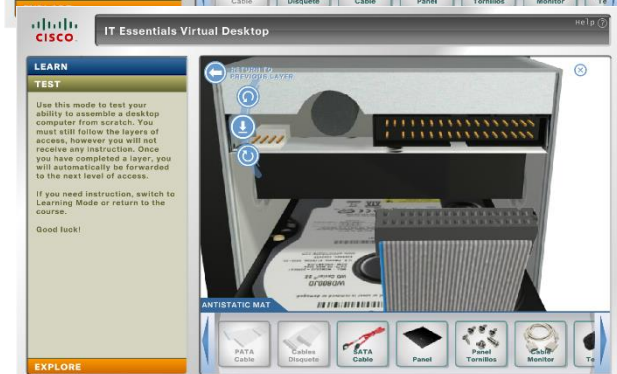 Cable Disquete Cable Panel Tornillos Monitor Te
CISCO
IT Essentials Virtual Desktop
Help ?
LEARN
TEST
Use this mode to test your
ability to assemble a desktop
computer from scratch. You
must still follow the layers of
access, however you will not
receive any instruction. Once
you have completed a layer, you
will automatically be forwarded
to the next level of access.
If you need instruction, switch to
Learning Mode or return to the
course.
Good luck!
EXPLORE
RETURN TO
PREVIOUS LAYER
WD Caviar SE
WD800JD
ANTISTATIC MAT
PATA
Cable
Cables
Disquete
SATA
Cable
Panel
Panel
Tornillos
Cable
Monitor
Te